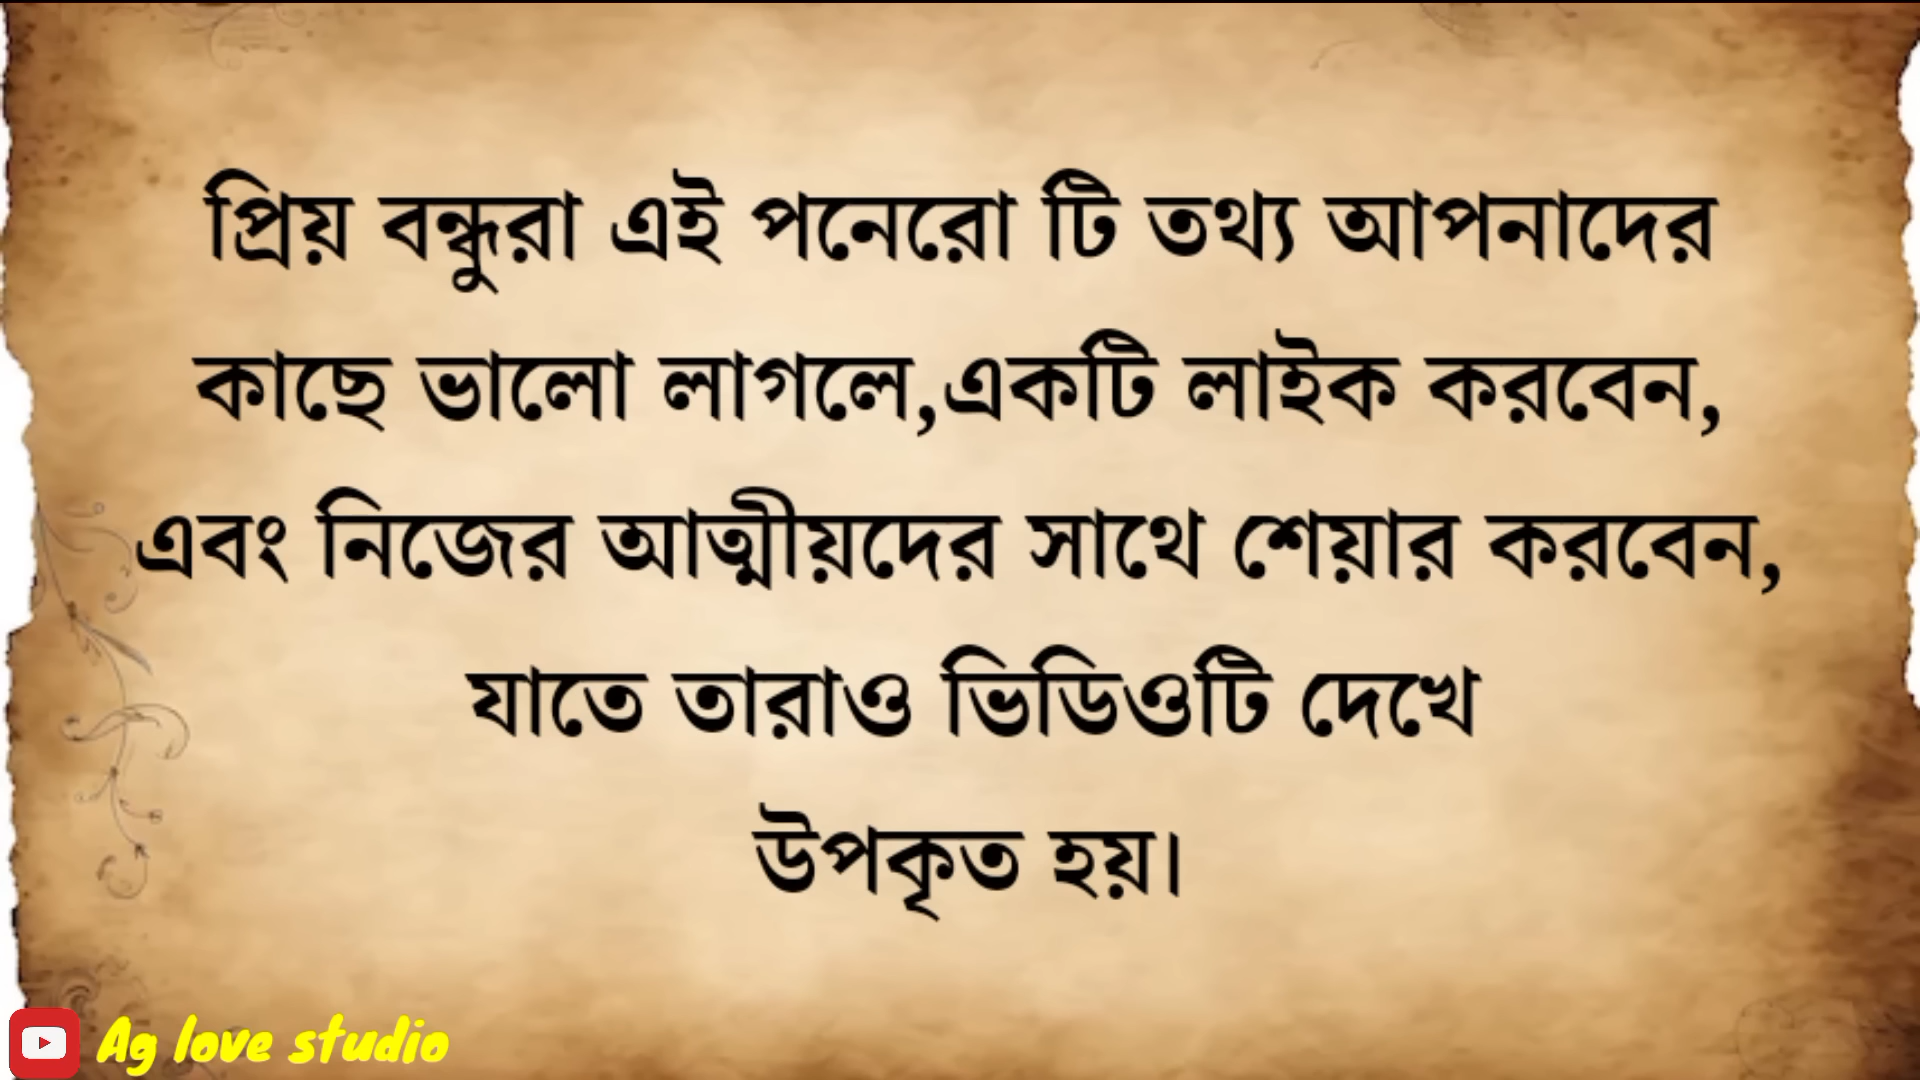 প্রিয় বন্ধুরা এই পনেরো টি তথ্য আপনাদের
কাছে ভালো লাগলে,একটি লাইক করবেন,
এবং নিজের আত্মীয়দের সাথে শেয়ার করবেন,
যাতে তারাও ভিডিওটি দেখে
উপকৃত হয়।
Ag love studio